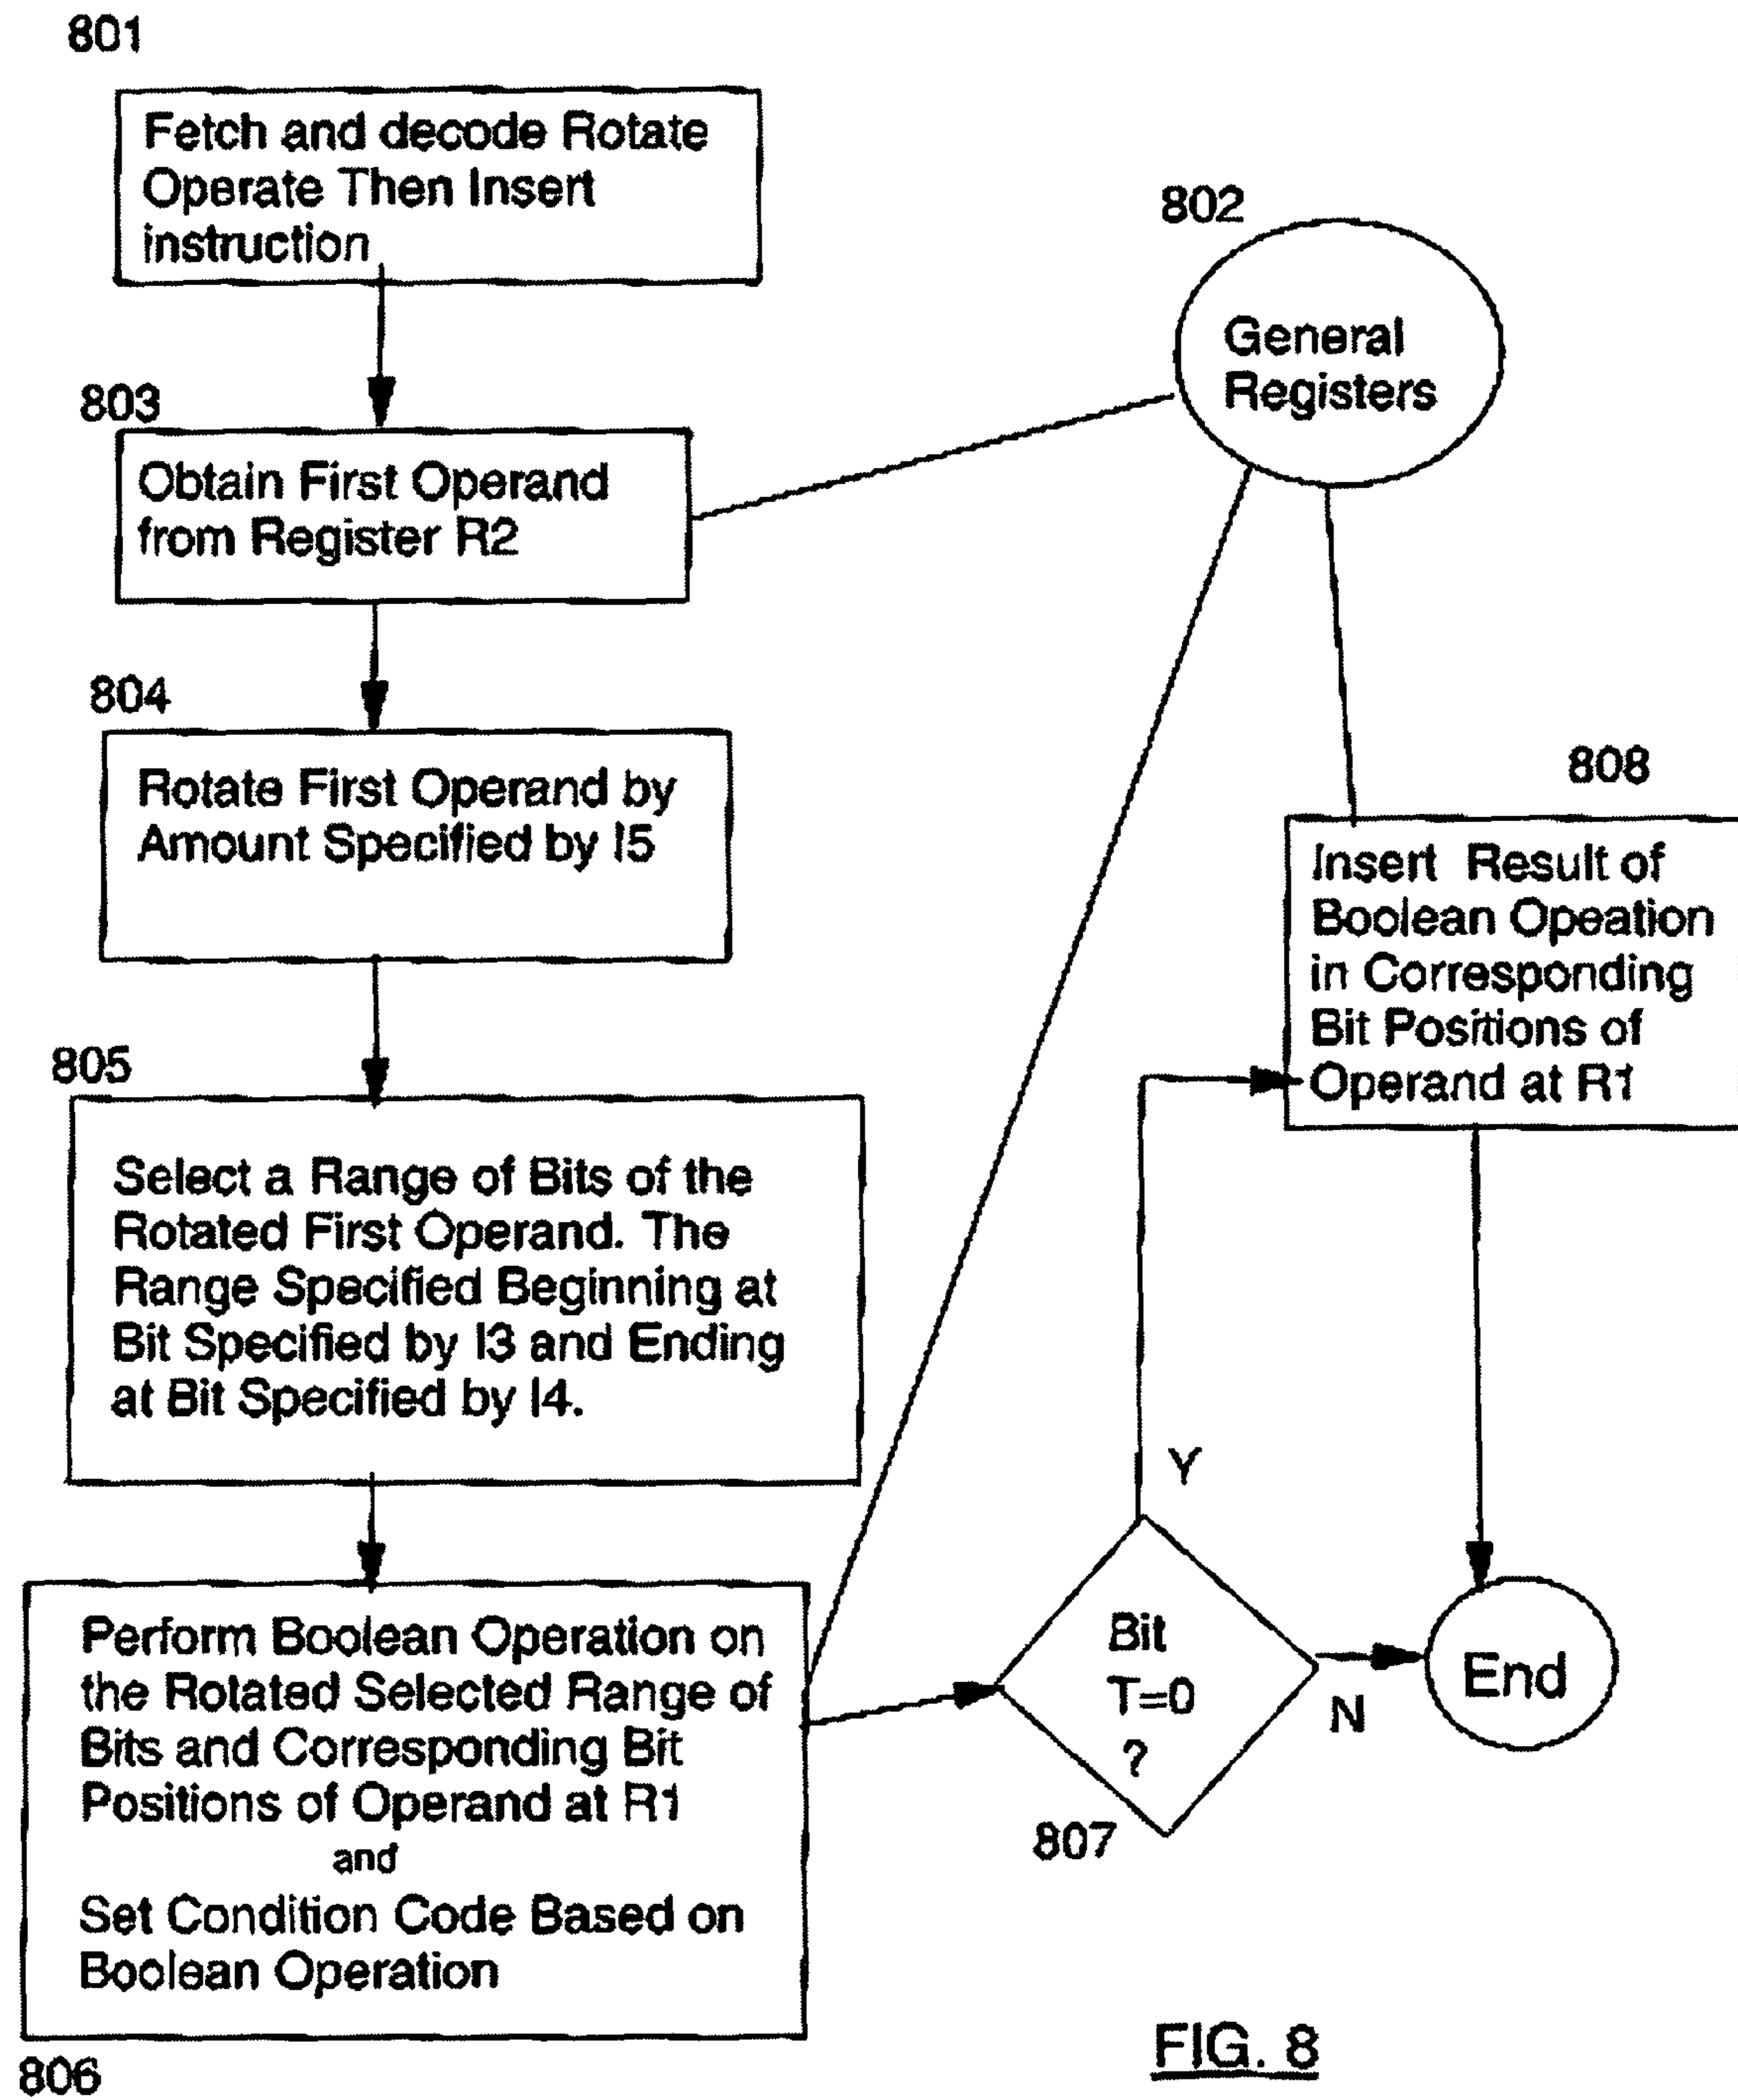 801
Fetch and decode Rotate
Operate Then Insert
instruction
802
General
Registers
803
Obtain First Operand
from Register R2
804
Rotate First Operand by
Amount Specified by I5
808
Insert Result of
Boolean Opeation
in Corresponding
Bit Positions of
Operand at R1
805
Select a Range of Bits of the
Rotated First Operand. The
Range Specified Beginning at
Bit Specified by I3 and Ending
at Bit Specified by I4.
Y
Perform Boolean Operation on
the Rotated Selected Range of
Bits and Corresponding Bit
Positions of Operand at R1
and
Set Condition Code Based on
Boolean Operation
806
Bit
T=0
?
807
N
End
FIG. 8